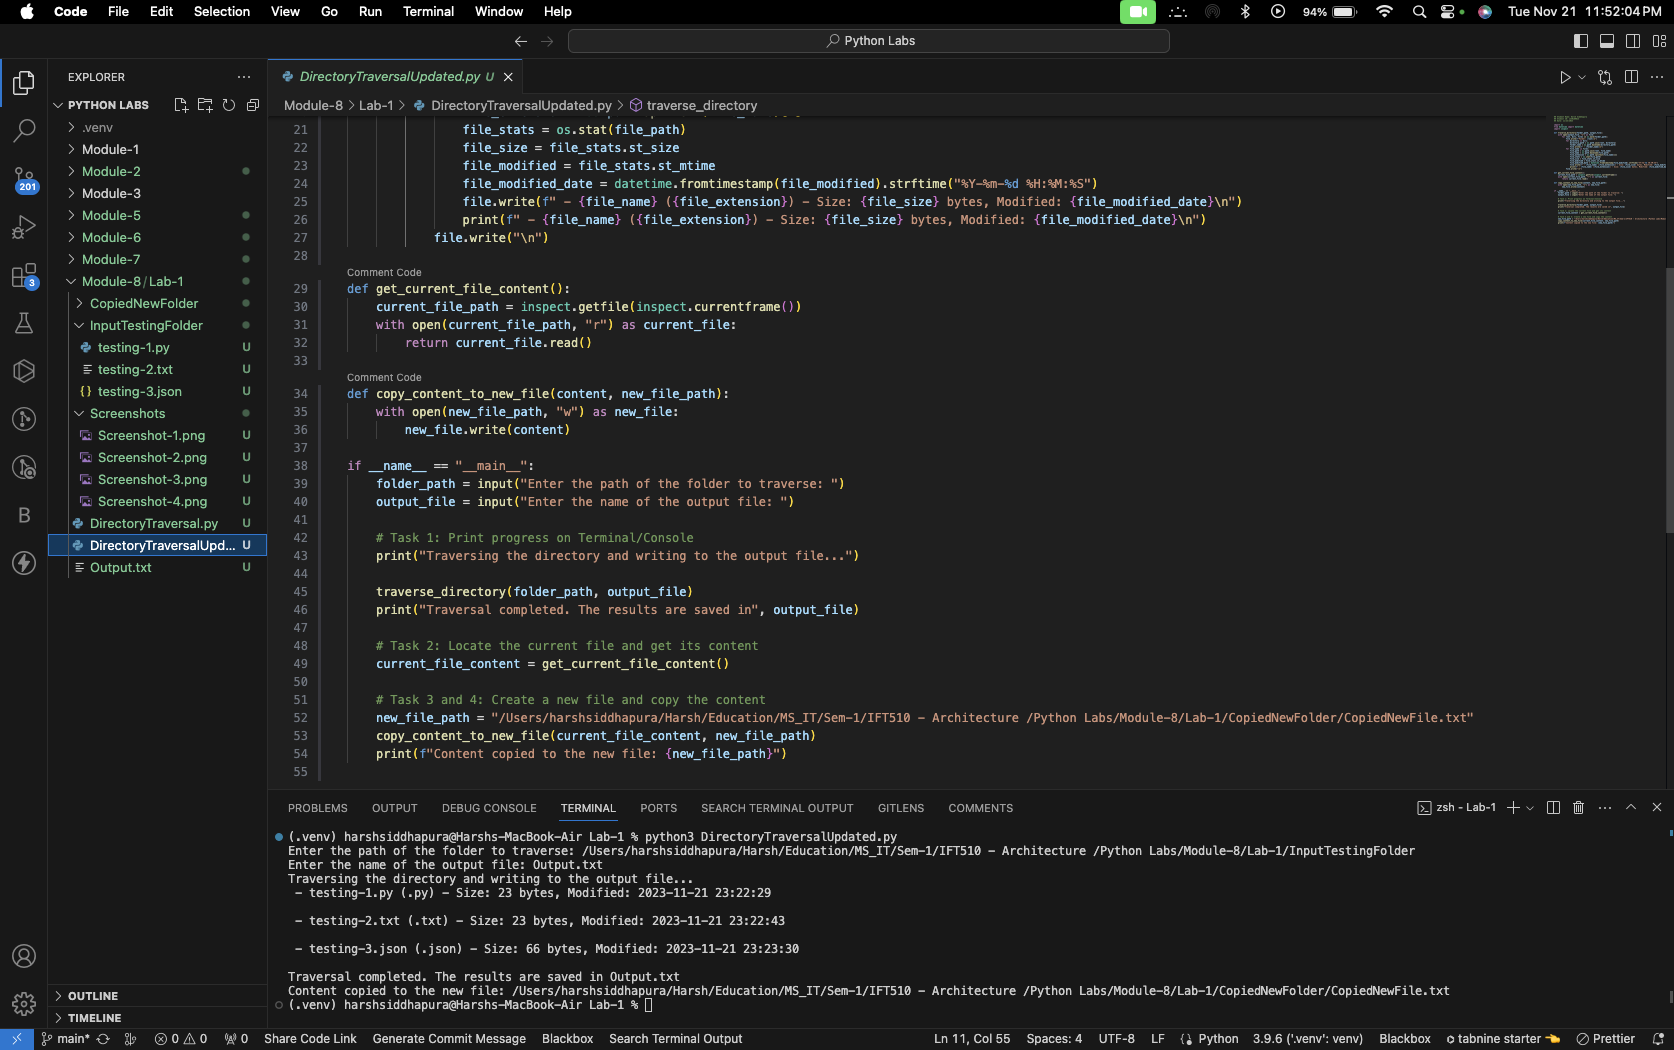 Code File Edit Selection View Go Run Terminal Window Help 94% Tue Nov 21 11:52:04 PM
Python Labs
EXPLORER
PYTHON LABS
.venv
Module-1
Module-2
Module-3
Module-5
Module-6
Module-7
Module-8 / Lab-1
CopiedNewFolder
InputTestingFolder
testing-1.py U
testing-2.txt U
testing-3.json U
Screenshots
Screenshot-1.png U
Screenshot-2.png U
Screenshot-3.png U
Screenshot-4.png U
DirectoryTraversal.py U
DirectoryTraversalUpd... U
Output.txt U
OUTLINE
TIMELINE
201
3
B
DirectoryTraversalUpdated.py U
Module-8 > Lab-1 > DirectoryTraversalUpdated.py > traverse_directory
21 file_stats = os.stat(file_path)
22 file_size = file_stats.st_size
23 file_modified = file_stats.st_mtime
24 file_modified_date = datetime.fromtimestamp(file_modified).strftime("%Y-%m-%d %H:%M:%S")
25 file.write(f" - {file_name} ({file_extension}) - Size: {file_size} bytes, Modified: {file_modified_date}\n")
26 print(f" - {file_name} ({file_extension}) - Size: {file_size} bytes, Modified: {file_modified_date}\n")
27 file.write("\n")
28
Comment Code
29 def get_current_file_content():
30 current_file_path = inspect.getfile(inspect.currentframe())
31 with open(current_file_path, "r") as current_file:
32 return current_file.read()
33
Comment Code
34 def copy_content_to_new_file(content, new_file_path):
35 with open(new_file_path, "w") as new_file:
36 new_file.write(content)
37
38 if __name__ == "__main__":
39 folder_path = input("Enter the path of the folder to traverse: ")
40 output_file = input("Enter the name of the output file: ")
41
42 # Task 1: Print progress on Terminal/Console
43 print("Traversing the directory and writing to the output file...")
44
45 traverse_directory(folder_path, output_file)
46 print("Traversal completed. The results are saved in", output_file)
47
48 # Task 2: Locate the current file and get its content
49 current_file_content = get_current_file_content()
50
51 # Task 3 and 4: Create a new file and copy the content
52 new_file_path = "/Users/harshsiddhapura/Harsh/Education/MS_IT/Sem-1/IFT510 - Architecture /Python Labs/Module-8/Lab-1/CopiedNewFolder/CopiedNewFile.txt"
53 copy_content_to_new_file(current_file_content, new_file_path)
54 print(f"Content copied to the new file: {new_file_path}")
55
PROBLEMS OUTPUT DEBUG CONSOLE TERMINAL PORTS SEARCH TERMINAL OUTPUT GITLENS COMMENTS zsh - Lab-1
(.venv) harshsiddhapura@Harshs-MacBook-Air Lab-1 % python3 DirectoryTraversalUpdated.py
Enter the path of the folder to traverse: /Users/harshsiddhapura/Harsh/Education/MS_IT/Sem-1/IFT510 - Architecture /Python Labs/Module-8/Lab-1/InputTestingFolder
Enter the name of the output file: Output.txt
Traversing the directory and writing to the output file...
- testing-1.py (.py) - Size: 23 bytes, Modified: 2023-11-21 23:22:29
- testing-2.txt (.txt) - Size: 23 bytes, Modified: 2023-11-21 23:22:43
- testing-3.json (.json) - Size: 66 bytes, Modified: 2023-11-21 23:23:30
Traversal completed. The results are saved in Output.txt
Content copied to the new file: /Users/harshsiddhapura/Harsh/Education/MS_IT/Sem-1/IFT510 - Architecture /Python Labs/Module-8/Lab-1/CopiedNewFolder/CopiedNewFile.txt
(.venv) harshsiddhapura@Harshs-MacBook-Air Lab-1 %
main* 0 0 0 Share Code Link Generate Commit Message Blackbox Search Terminal Output Ln 11, Col 55 Spaces: 4 UTF-8 LF Python 3.9.6 ('.venv': venv) Blackbox tabnine starter Prettier